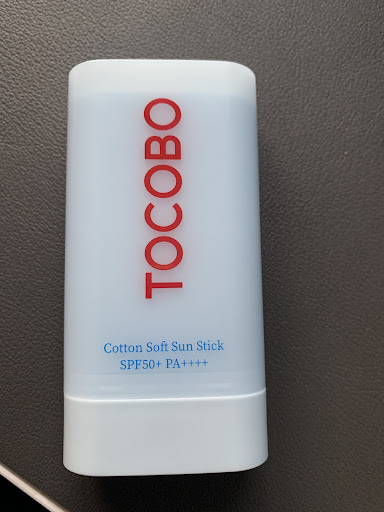 TOCOBO
Cotton Soft Sun Stick
SPF50+ PA++++